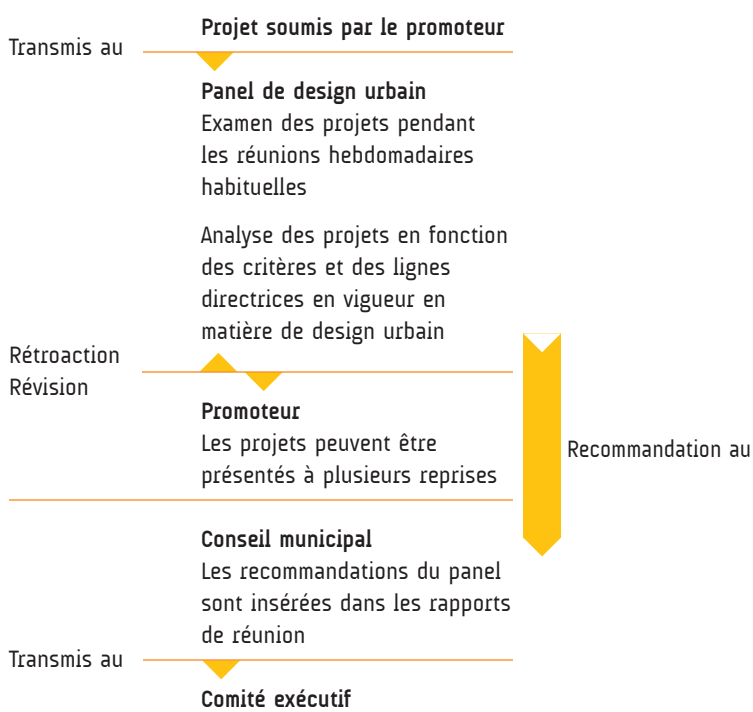 Projet soumis par le promoteur
Transmis au
Panel de design urbain
Examen des projets pendant
les réunions hebdomadaires
habituelles
Analyse des projets en fonction
des critères et des lignes
directrices en vigueur en
matière de design urbain
Rétroaction
Révision
Promoteur
Les projets peuvent être
présentés à plusieurs reprises
Recommandation au
Conseil municipal
Les recommandations du panel
sont insérées dans les rapports
de réunion
Transmis au
Comité exécutif